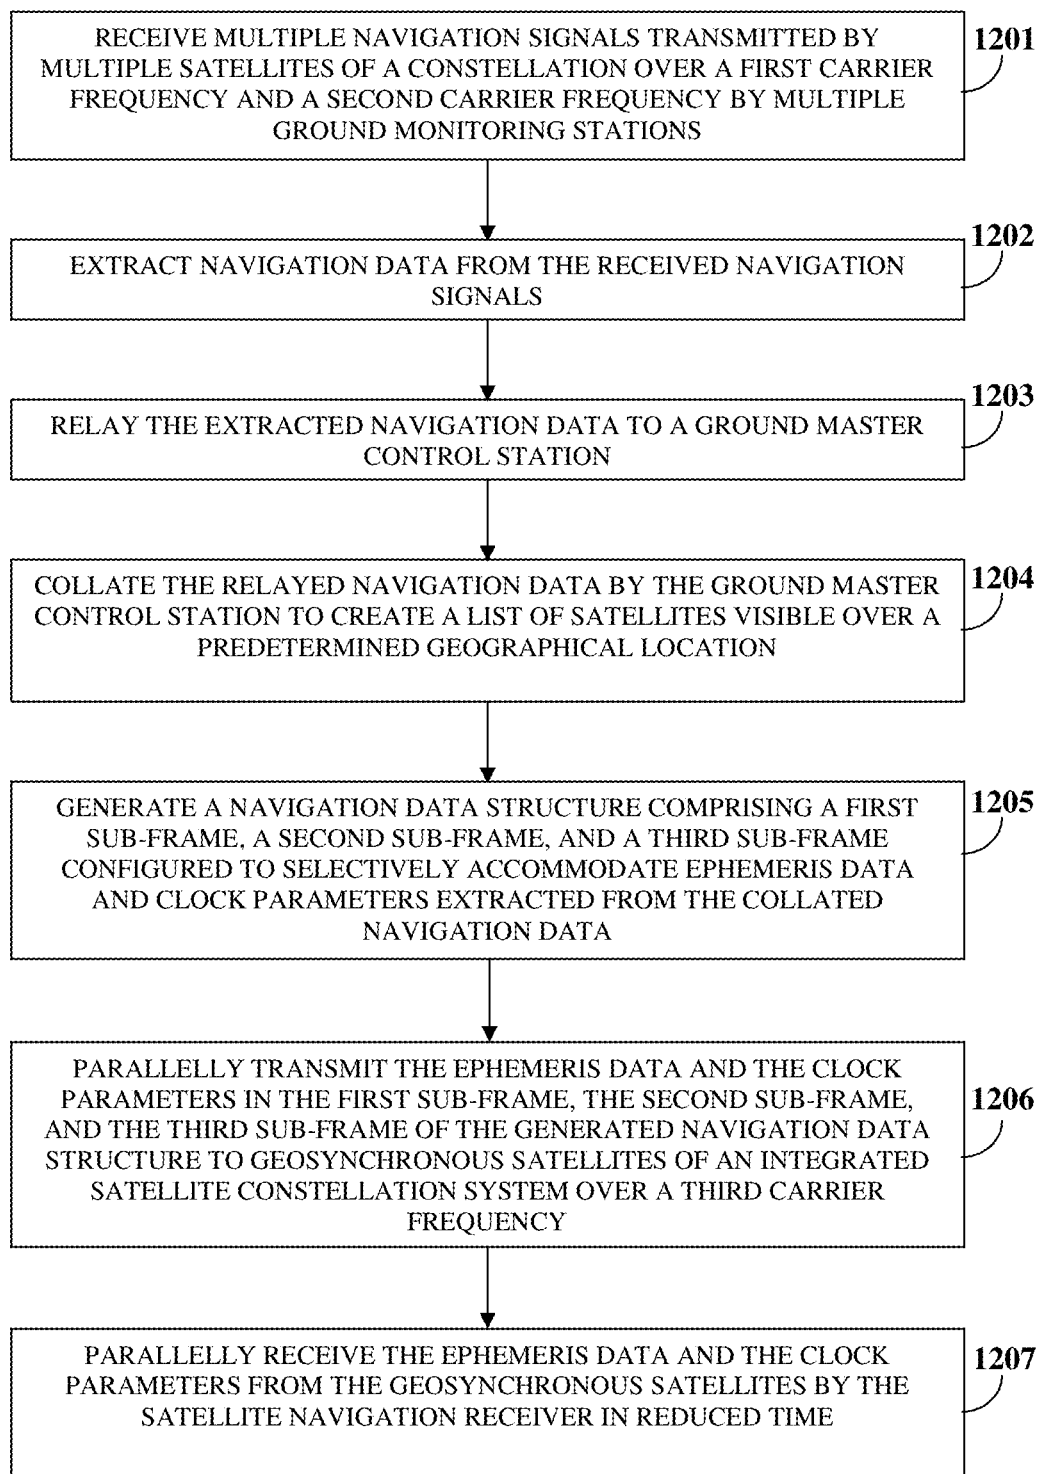 RECEIVE MULTIPLE NAVIGATION SIGNALS TRANSMITTED BY
MULTIPLE SATELLITES OF A CONSTELLATION OVER A FIRST CARRIER
FREQUENCY AND A SECOND CARRIER FREQUENCY BY MULTIPLE
GROUND MONITORING STATIONS
1201
EXTRACT NAVIGATION DATA FROM THE RECEIVED NAVIGATION
SIGNALS
1202
RELAY THE EXTRACTED NAVIGATION DATA TO A GROUND MASTER
CONTROL STATION
1203
COLLATE THE RELAYED NAVIGATION DATA BY THE GROUND MASTER
CONTROL STATION TO CREATE A LIST OF SATELLITES VISIBLE OVER A
PREDETERMINED GEOGRAPHICAL LOCATION
1204
GENERATE A NAVIGATION DATA STRUCTURE COMPRISING A FIRST
SUB-FRAME, A SECOND SUB-FRAME, AND A THIRD SUB-FRAME
CONFIGURED TO SELECTIVELY ACCOMMODATE EPHEMERIS DATA
AND CLOCK PARAMETERS EXTRACTED FROM THE COLLATED
NAVIGATION DATA
1205
PARALLELLY TRANSMIT THE EPHEMERIS DATA AND THE CLOCK
PARAMETERS IN THE FIRST SUB-FRAME, THE SECOND SUB-FRAME,
AND THE THIRD SUB-FRAME OF THE GENERATED NAVIGATION DATA
STRUCTURE TO GEOSYNCHRONOUS SATELLITES OF AN INTEGRATED
SATELLITE CONSTELLATION SYSTEM OVER A THIRD CARRIER
FREQUENCY
1206
PARALLELLY RECEIVE THE EPHEMERIS DATA AND THE CLOCK
PARAMETERS FROM THE GEOSYNCHRONOUS SATELLITES BY THE
SATELLITE NAVIGATION RECEIVER IN REDUCED TIME
1207